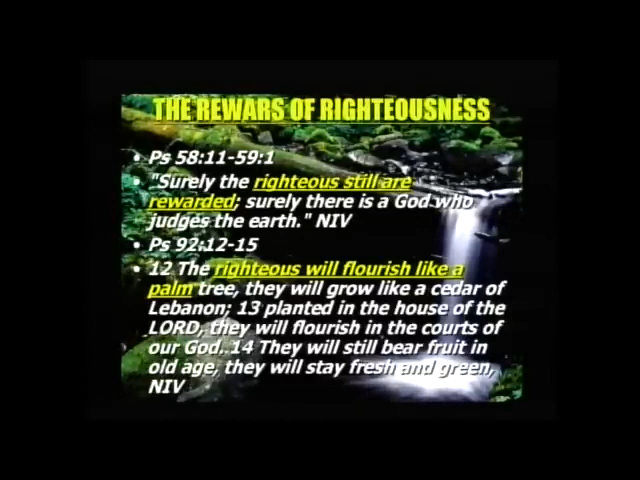 THE REWARS OF RIGHTEOUSNESS
• Ps 58:11-59:1
• "Surely the righteous still are
rewarded; surely there is a God who
judges the earth." NIV
• Ps 92:12-15
• 12 The righteous will flourish like a
palm tree, they will grow like a cedar of
Lebanon; 13 planted in the house of the
LORD, they will flourish in the courts of
our God. 14 They will still bear fruit in
old age, they will stay fresh and green,
NIV